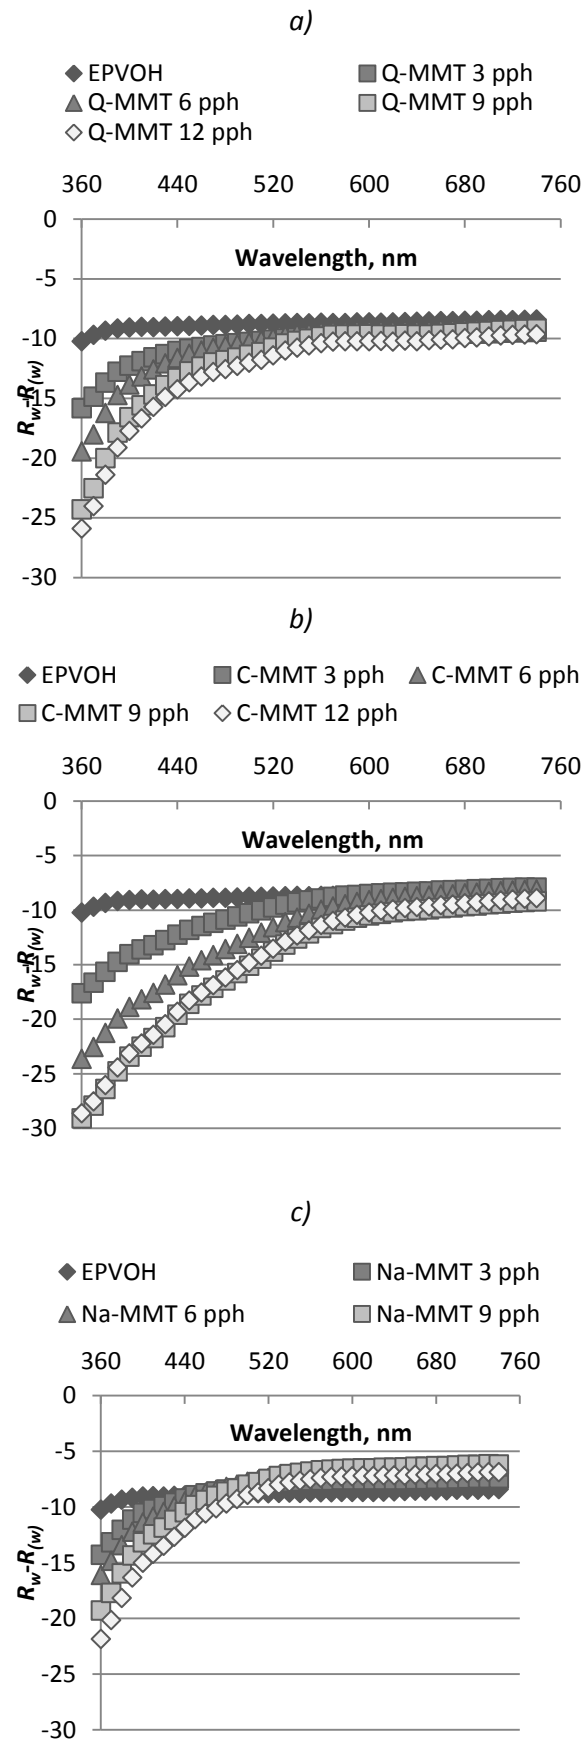 a)
EPVOH Q-MMT 3 pph
Q-MMT 6 pph Q-MMT 9 pph
Q-MMT 12 pph
360 440 520 600 680 760
0
Wavelength, nm
-5
-10
-15
R_w-R_(w)
-20
-25
-30
b)
EPVOH C-MMT 3 pph C-MMT 6 pph
C-MMT 9 pph C-MMT 12 pph
360 440 520 600 680 760
0
Wavelength, nm
-5
-10
-15
R_w-R_(w)
-20
-25
-30
c)
EPVOH Na-MMT 3 pph
Na-MMT 6 pph Na-MMT 9 pph
360 440 520 600 680 760
0
Wavelength, nm
-5
-10
-15
R_w-R_(w)
-20
-25
-30